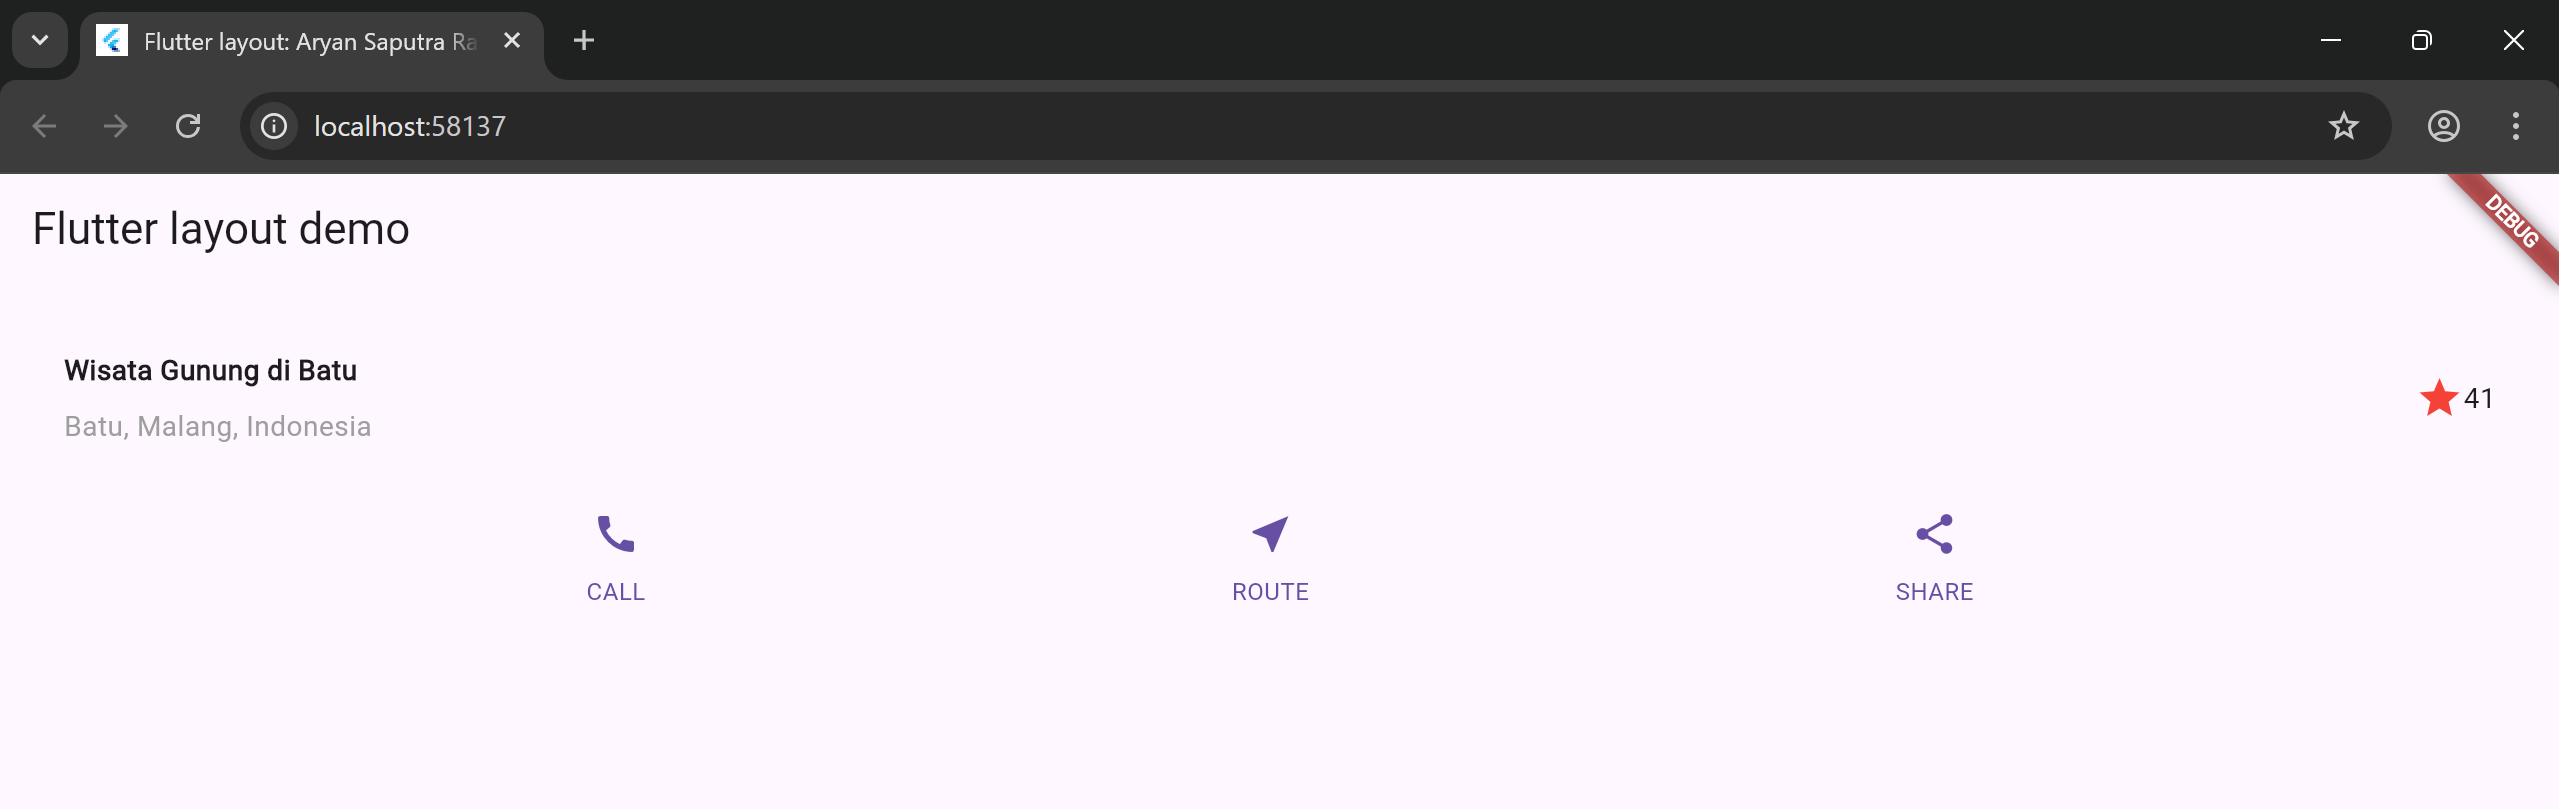 Flutter layout: Aryan Saputra Ra
localhost:58137
Flutter layout demo
DEBUG
Wisata Gunung di Batu
Batu, Malang, Indonesia
41
CALL
ROUTE
SHARE